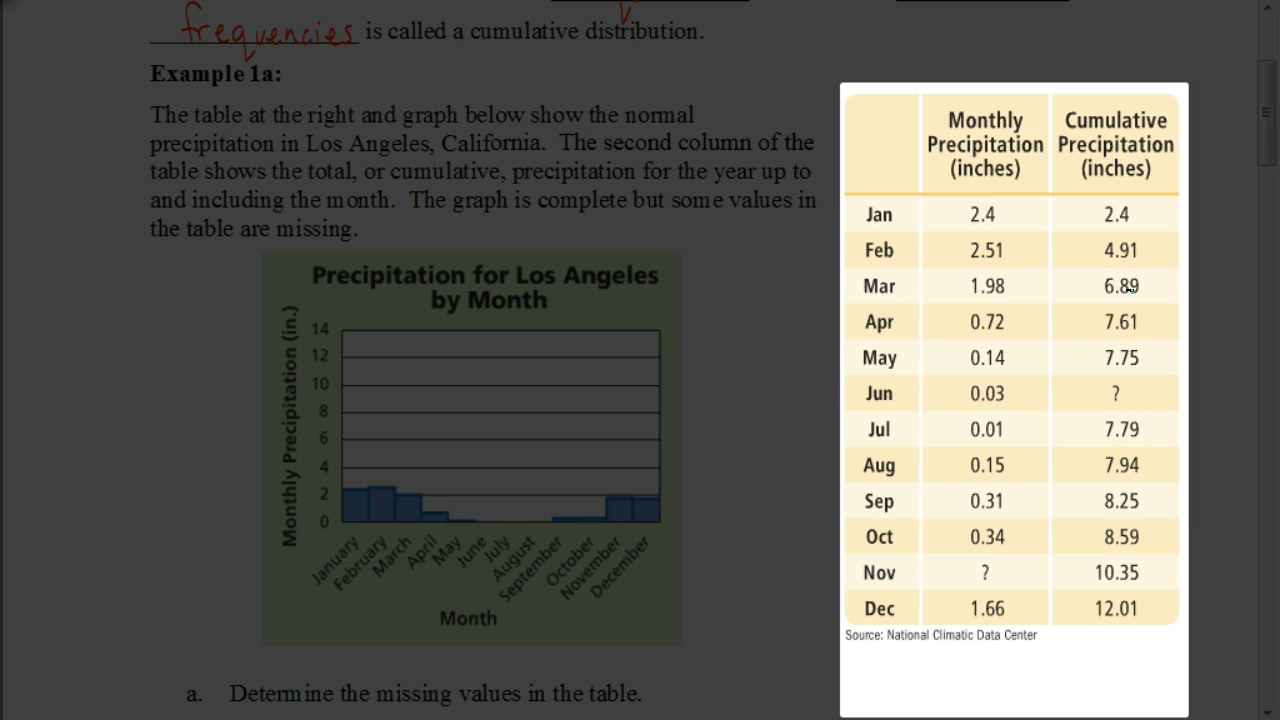 frequencies is called a cumulative distribution.
Example 1a:
The table at the right and graph below show the normal
precipitation in Los Angeles, California. The second column of the
table shows the total, or cumulative, precipitation for the year up to
and including the month. The graph is complete but some values in
the table are missing.
Precipitation for Los Angeles
by Month
Monthly Precipitation (in.)
14
12
10
8
6
4
2
0
January
February
March
April
May
June
July
August
September
October
November
December
Month
a. Determine the missing values in the table.
Monthly Precipitation (inches) Cumulative Precipitation (inches)
Jan 2.4 2.4
Feb 2.51 4.91
Mar 1.98 6.89
Apr 0.72 7.61
May 0.14 7.75
Jun 0.03 ?
Jul 0.01 7.79
Aug 0.15 7.94
Sep 0.31 8.25
Oct 0.34 8.59
Nov ? 10.35
Dec 1.66 12.01
Source: National Climatic Data Center